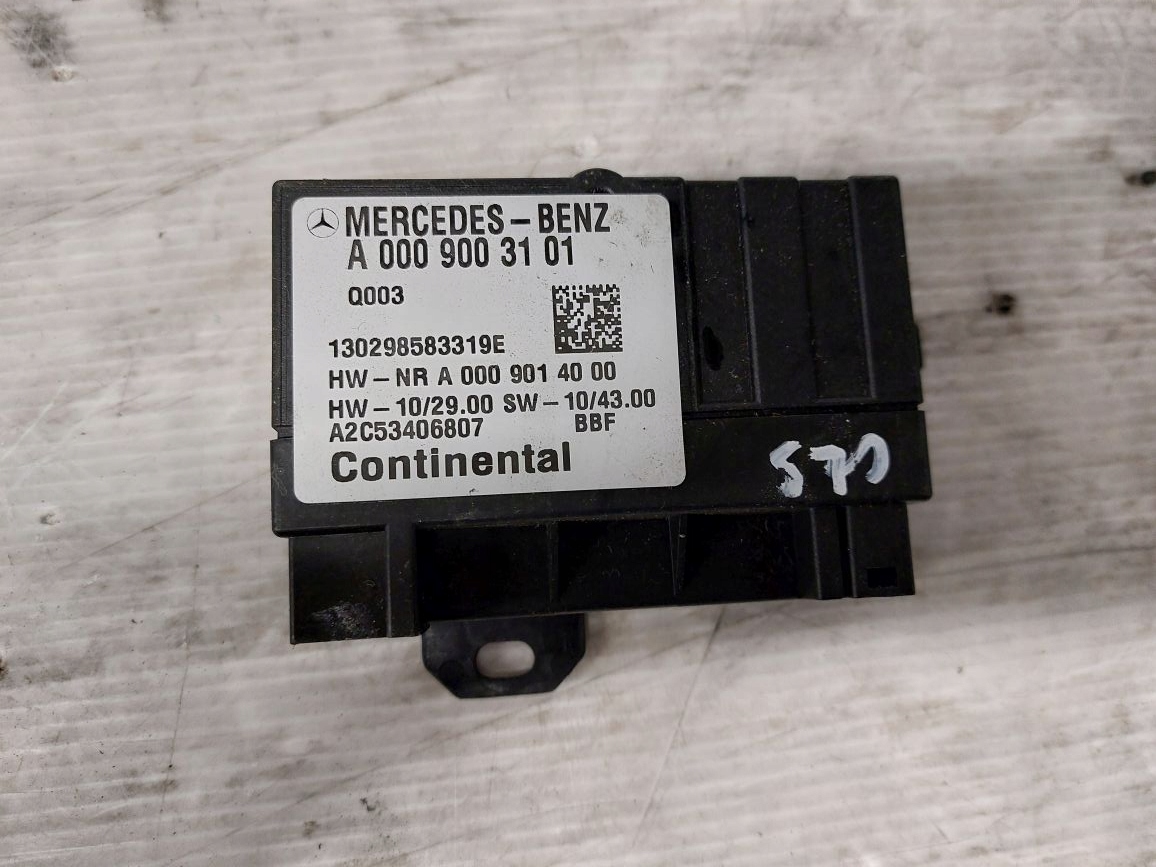 MERCEDES-BENZ
A 000 900 31 01
Q003
130298583319E
HW-NR A 000 901 40 00
HW-10/29.00 SW-10/43.00
A2C53406807 BBF
Continental